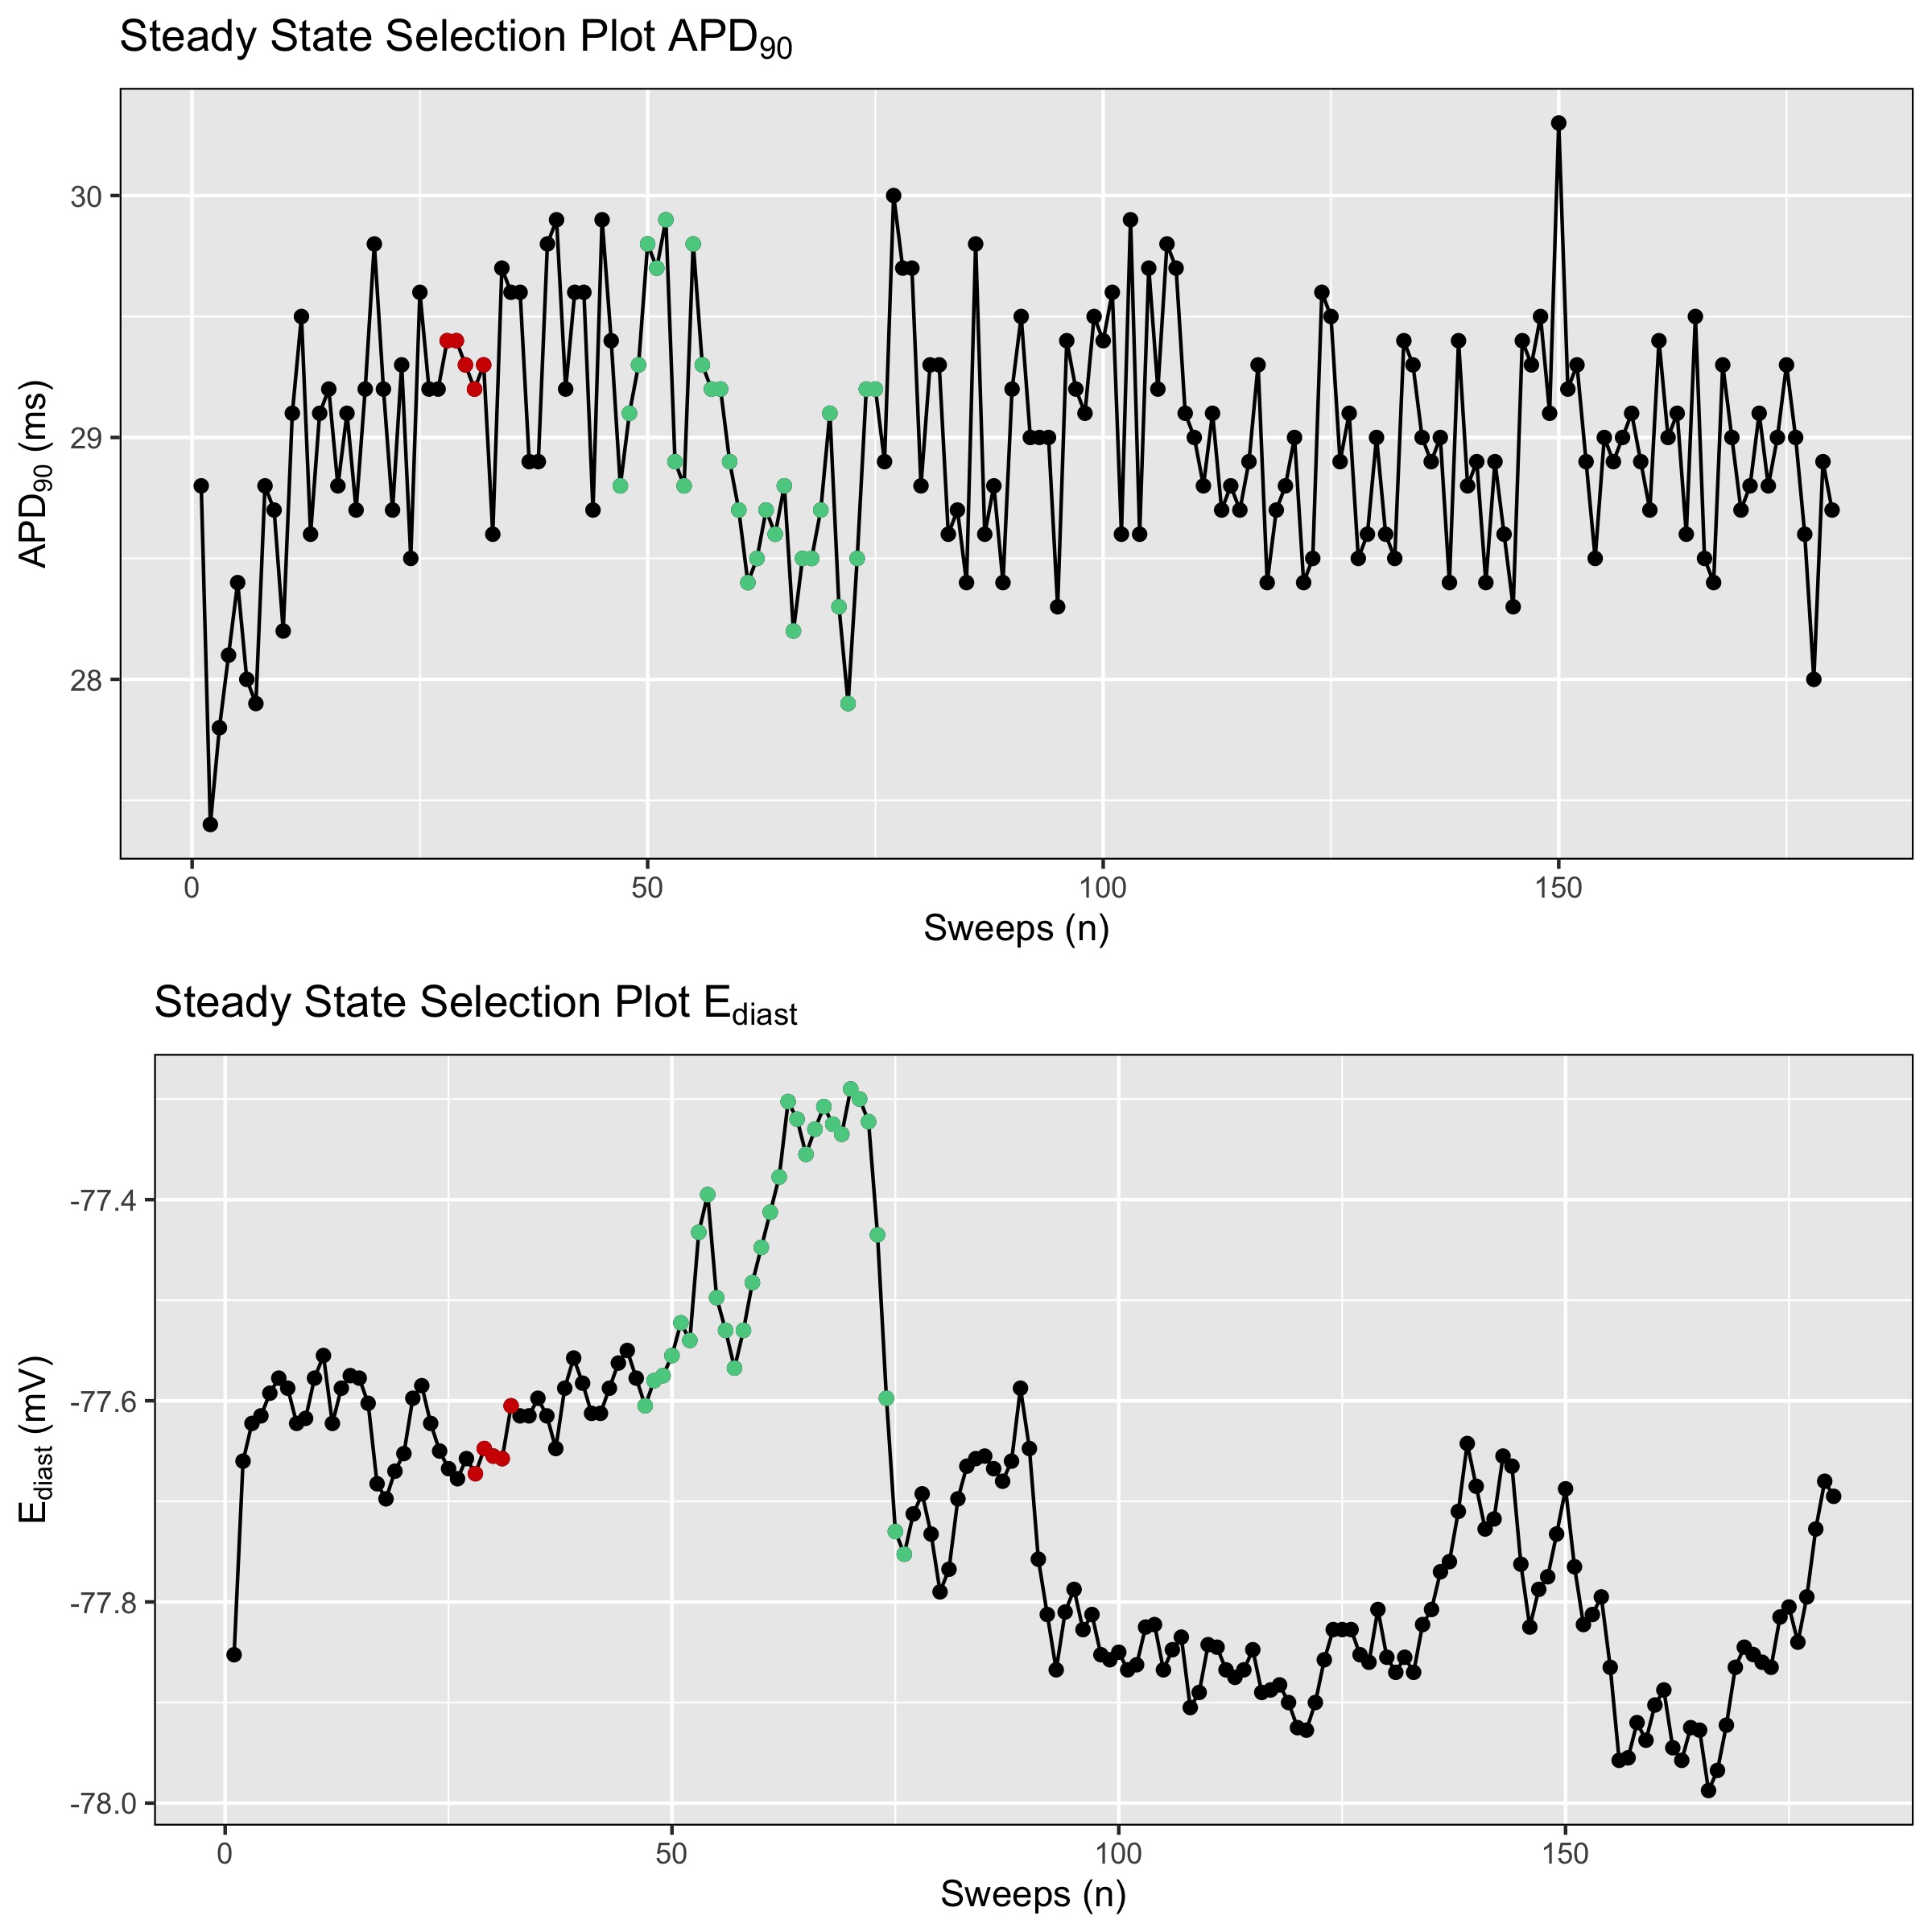 Steady State Selection Plot APD90
30
29
28
APD90 (ms)
0 50 100 150
Sweeps (n)
Steady State Selection Plot Ediast
-77.4
-77.6
-77.8
-78.0
Ediast (mV)
0 50 100 150
Sweeps (n)